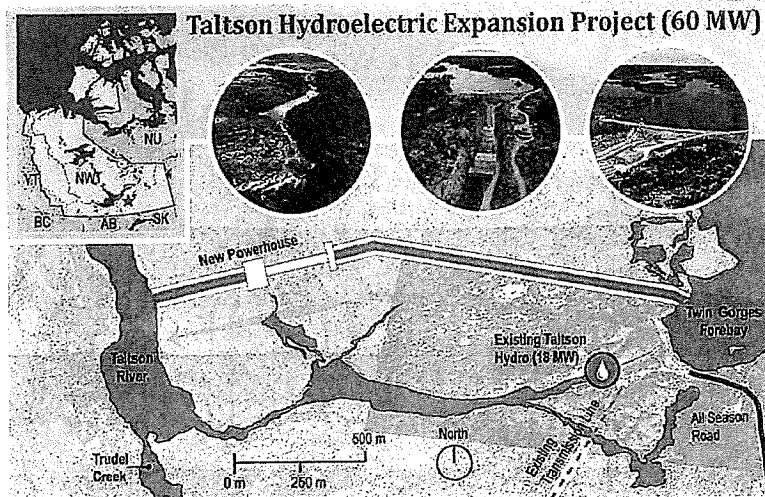 Taltson Hydroelectric Expansion Project (60 MW)
NU
YT
NWT
BC
AB
SK
New Powerhouse
Twin Gorges
Forebay
Existing Taltson
Hydro (18 MW)
Taltson
River
All Season
Road
500 m
North
Existing
Transmission Line
Trudel
Creek
0 m
250 m